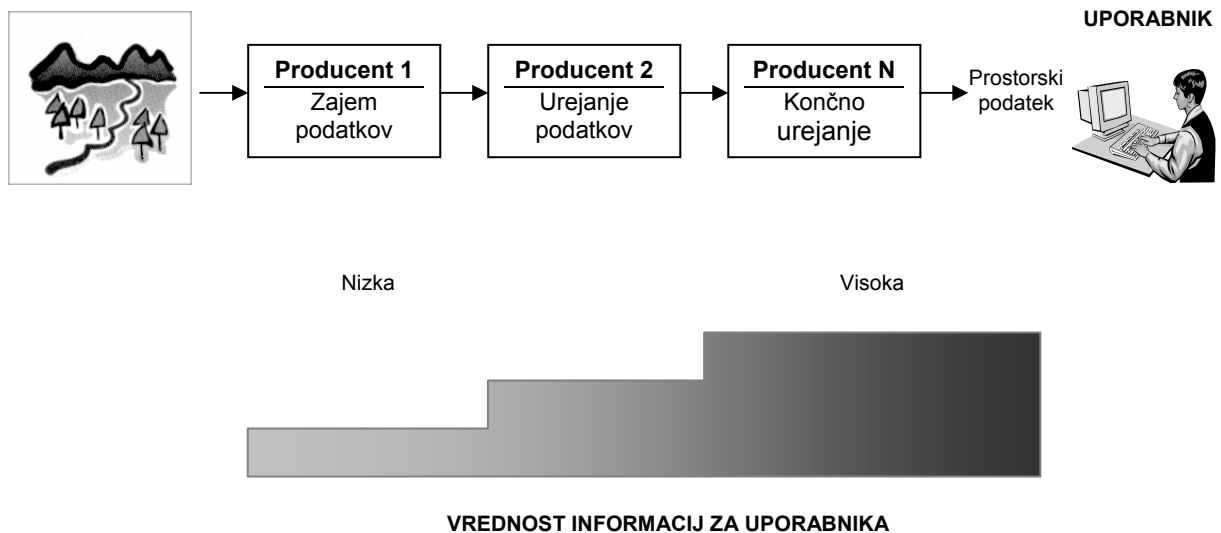 UPORABNIK
Producent 1
Zajem
podatkov
Producent 2
Urejanje
podatkov
Producent N
Končno
urejanje
Prostorski
podatek
Nizka
Visoka
VREDNOST INFORMACIJ ZA UPORABNIKA